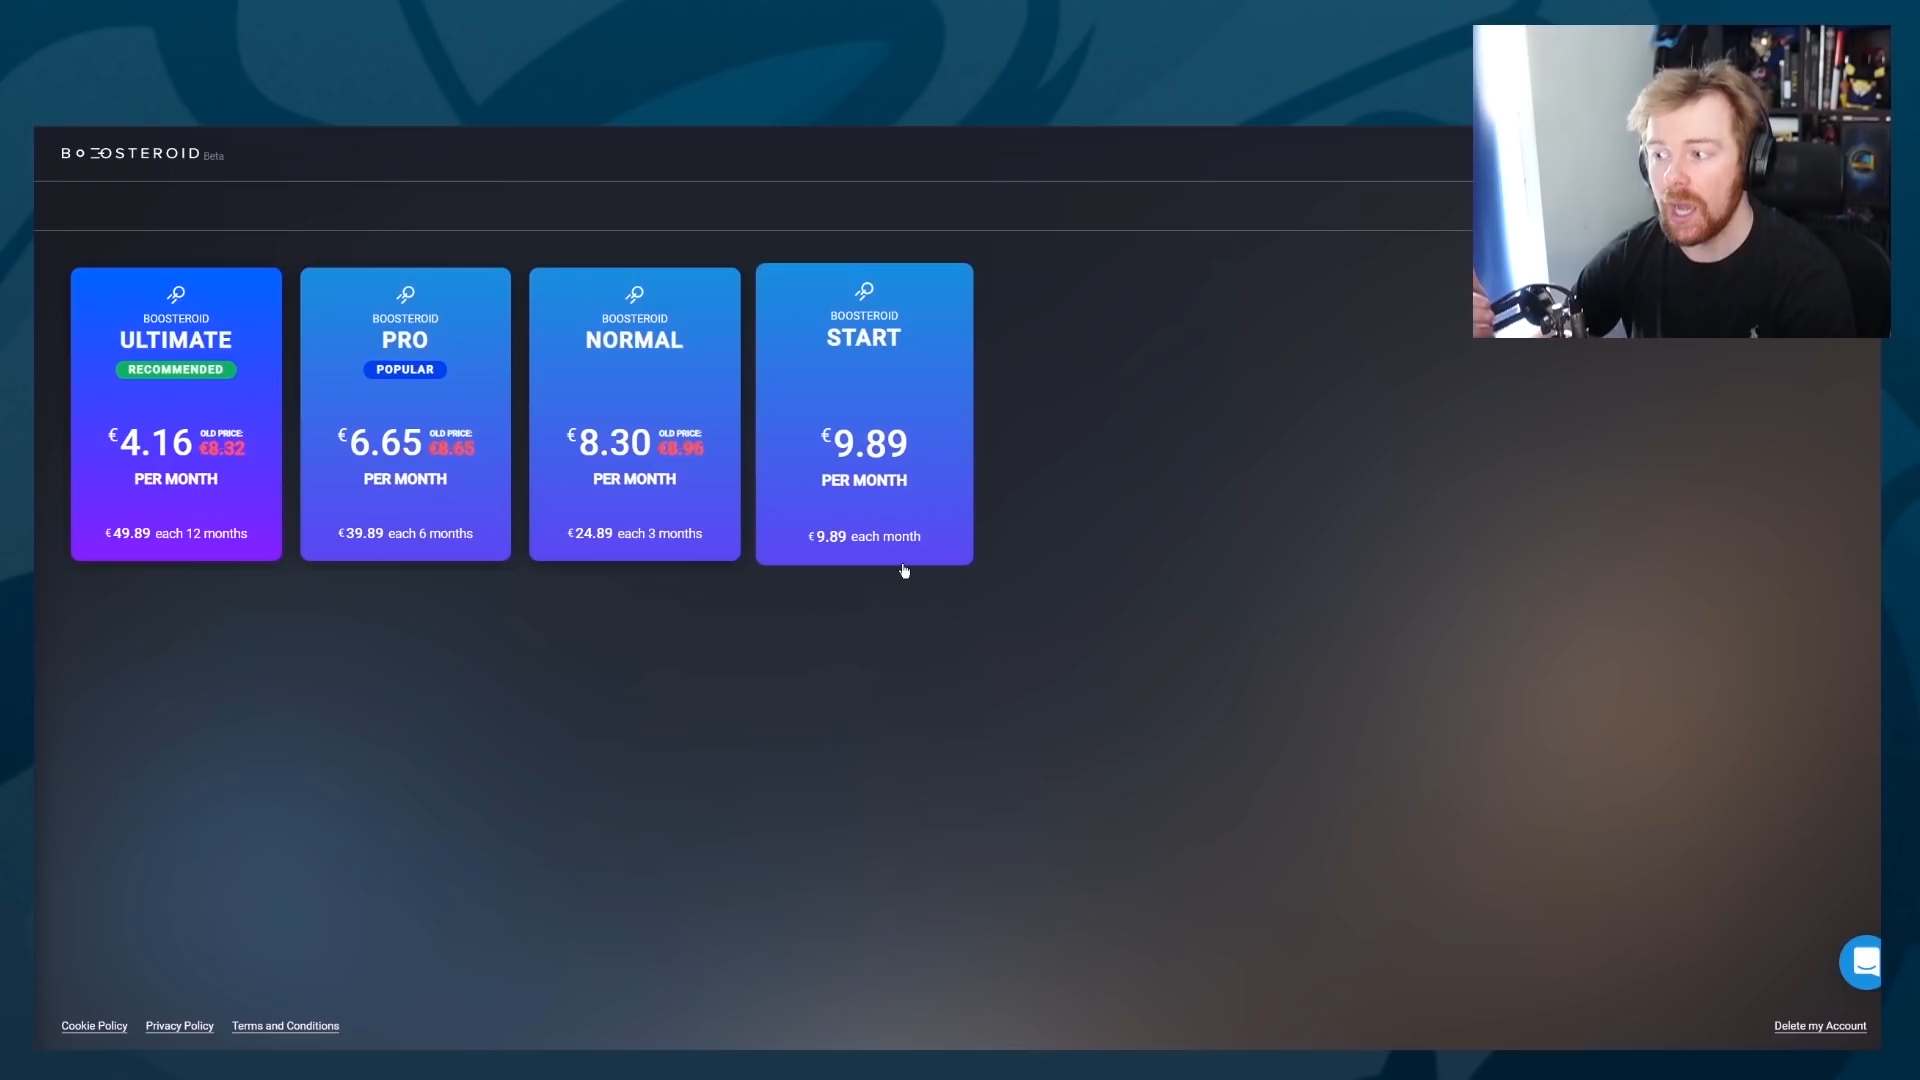 BOOSTEROID Beta
BOOSTEROID
ULTIMATE
RECOMMENDED
€4.16 OLD PRICE: €8.32
PER MONTH
€49.89 each 12 months
BOOSTEROID
PRO
POPULAR
€6.65 OLD PRICE: €8.65
PER MONTH
€39.89 each 6 months
BOOSTEROID
NORMAL
€8.30 OLD PRICE: €8.96
PER MONTH
€24.89 each 3 months
BOOSTEROID
START
€9.89
PER MONTH
€9.89 each month
Cookie Policy Privacy Policy Terms and Conditions Delete my Account